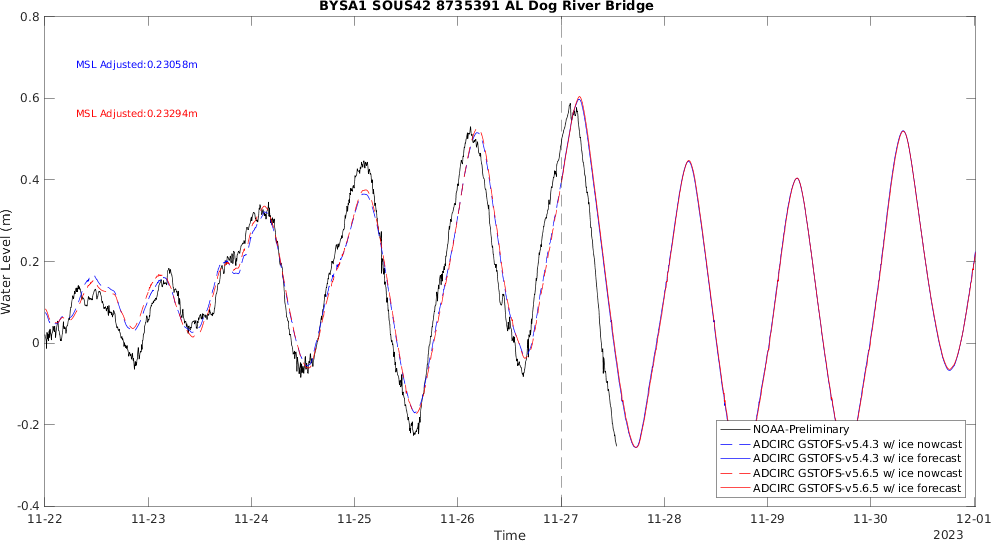 BYSA1 SOUS42 8735391 AL Dog River Bridge
MSL Adjusted:0.23058m
MSL Adjusted:0.23294m
Water Level (m)
0.8
0.6
0.4
0.2
0
-0.2
-0.4
NOAA-Preliminary
ADCIRC GSTOFS-v5.4.3 w/ ice nowcast
ADCIRC GSTOFS-v5.4.3 w/ ice forecast
ADCIRC GSTOFS-v5.6.5 w/ ice nowcast
ADCIRC GSTOFS-v5.6.5 w/ ice forecast
11-22 11-23 11-24 11-25 11-26 11-27 11-28 11-29 11-30 12-01
Time
2023